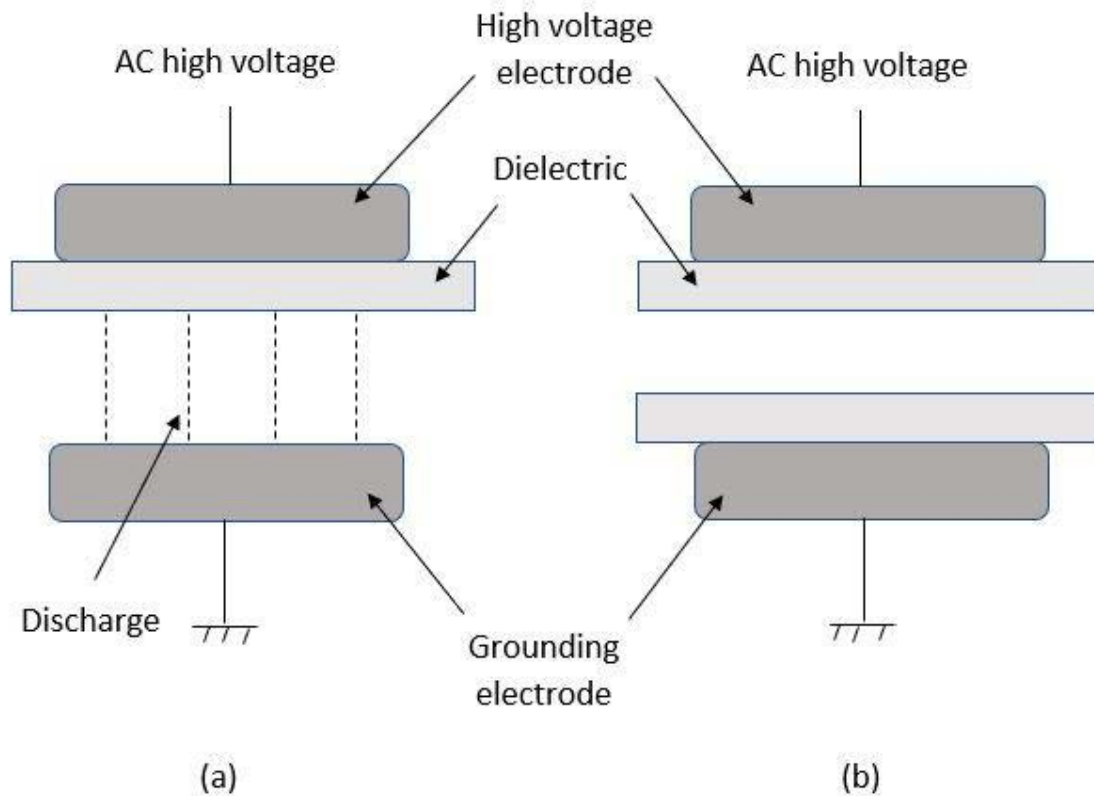 High voltage
electrode
AC high voltage
AC high voltage
Dielectric
Discharge
Grounding
electrode
(a)
(b)